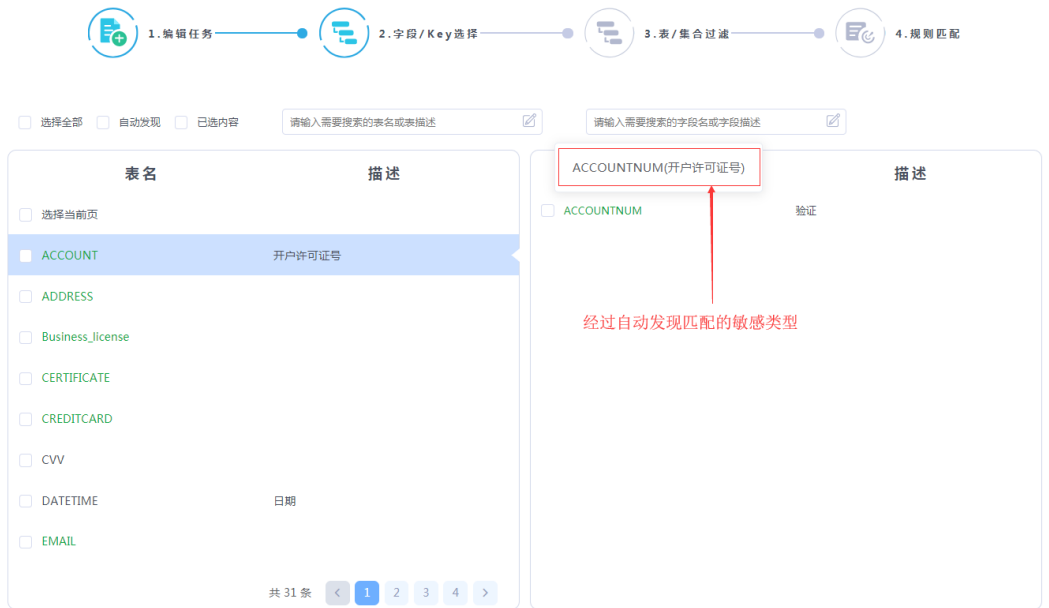 1.编辑任务
2.字段/Key选择
3.表/集合过滤
4.规则匹配
选择全部 自动发现 已选内容 请输入需要搜索的表名或表描述 请输入需要搜索的字段名或字段描述
表名 描述
选择当前页
ACCOUNT 开户许可证号
ADDRESS
Business_license
CERTIFICATE
CREDITCARD
CVV
DATETIME 日期
EMAIL
共 31 条 < 1 2 3 4 >
ACCOUNTNUM(开户许可证号) 描述
ACCOUNTNUM 验证
经过自动发现匹配的敏感类型